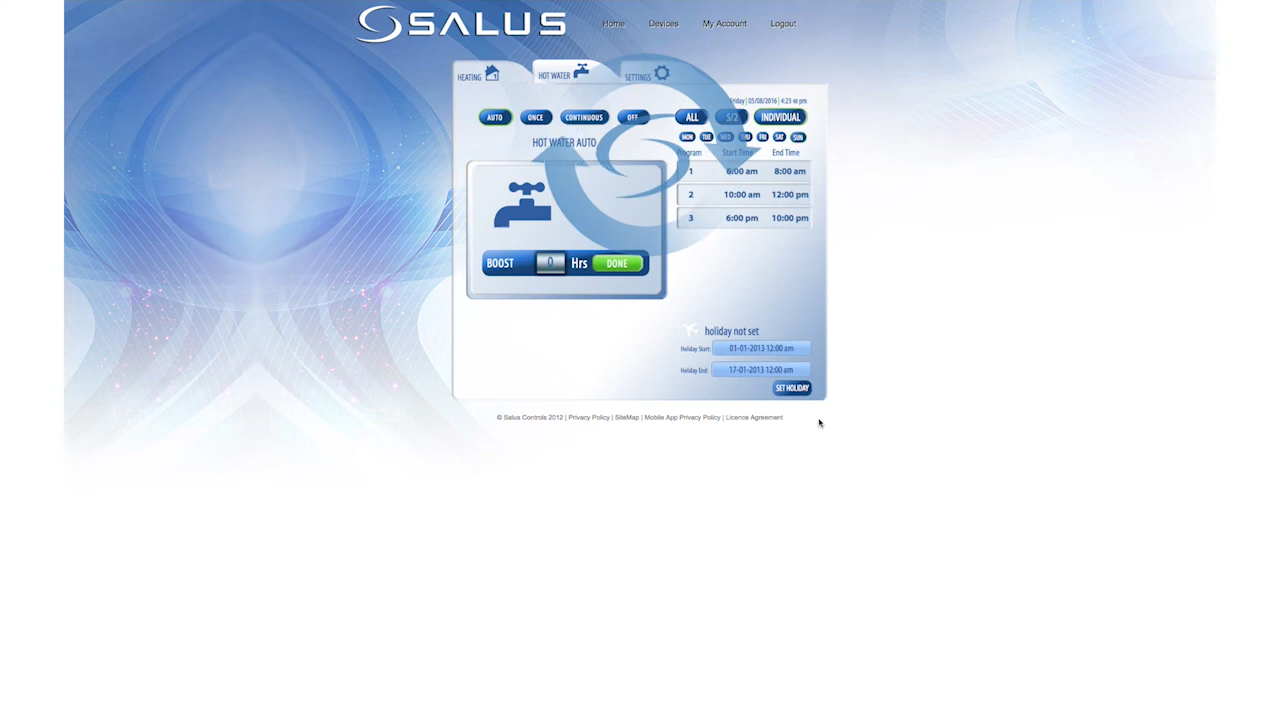 SALUS
Home Devices My Account Logout
HEATING HOT WATER SETTINGS
Friday | 05/08/2016 | 4:23:48 pm
AUTO ONCE CONTINUOUS OFF ALL 5/2 INDIVIDUAL
HOT WATER AUTO
MON TUE WED THU FRI SAT SUN
Program Start Time End Time
1 6:00 am 8:00 am
2 10:00 am 12:00 pm
3 6:00 pm 10:00 pm
BOOST 0 Hrs DONE
holiday not set
Holiday Start: 01-01-2013 12:00 am
Holiday End: 17-01-2013 12:00 am
SET HOLIDAY
© Salus Controls 2012 | Privacy Policy | SiteMap | Mobile App Privacy Policy | Licence Agreement